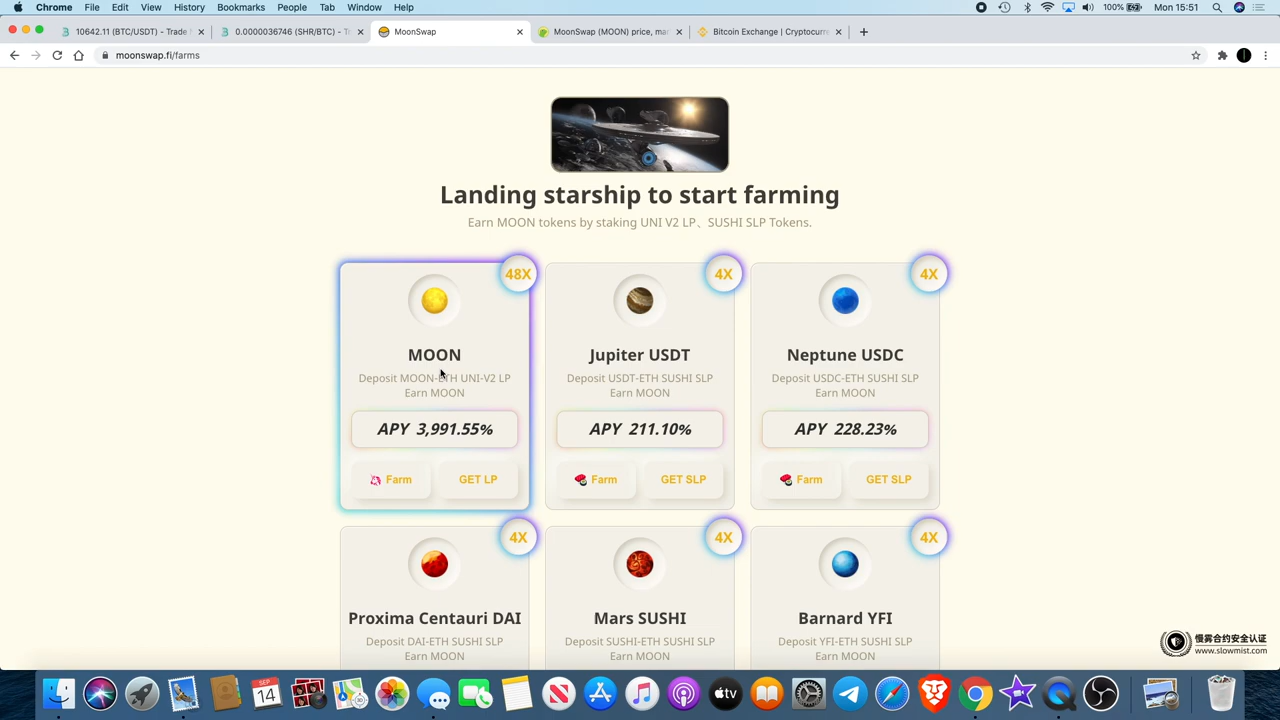 Chrome File Edit View History Bookmarks People Tab Window Help 100% Mon 15:51
10642.11 (BTC/USDT) - Trade
0.0000036746 (SHR/BTC) - T
MoonSwap
MoonSwap (MOON) price, ma
Bitcoin Exchange | Cryptocurr
moonswap.fi/farms
Landing starship to start farming
Earn MOON tokens by staking UNI V2 LP、SUSHI SLP Tokens.
48X
4X
4X
MOON
Deposit MOON-ETH UNI-V2 LP
Earn MOON
APY 3,991.55%
Farm GET LP
Jupiter USDT
Deposit USDT-ETH SUSHI SLP
Earn MOON
APY 211.10%
Farm GET SLP
Neptune USDC
Deposit USDC-ETH SUSHI SLP
Earn MOON
APY 228.23%
Farm GET SLP
4X
4X
4X
Proxima Centauri DAI
Deposit DAI-ETH SUSHI SLP
Earn MOON
Mars SUSHI
Deposit SUSHI-ETH SUSHI SLP
Earn MOON
Barnard YFI
Deposit YFI-ETH SUSHI SLP
Earn MOON
慢雾合约安全认证
www.slowmist.com
SEP
14
tv